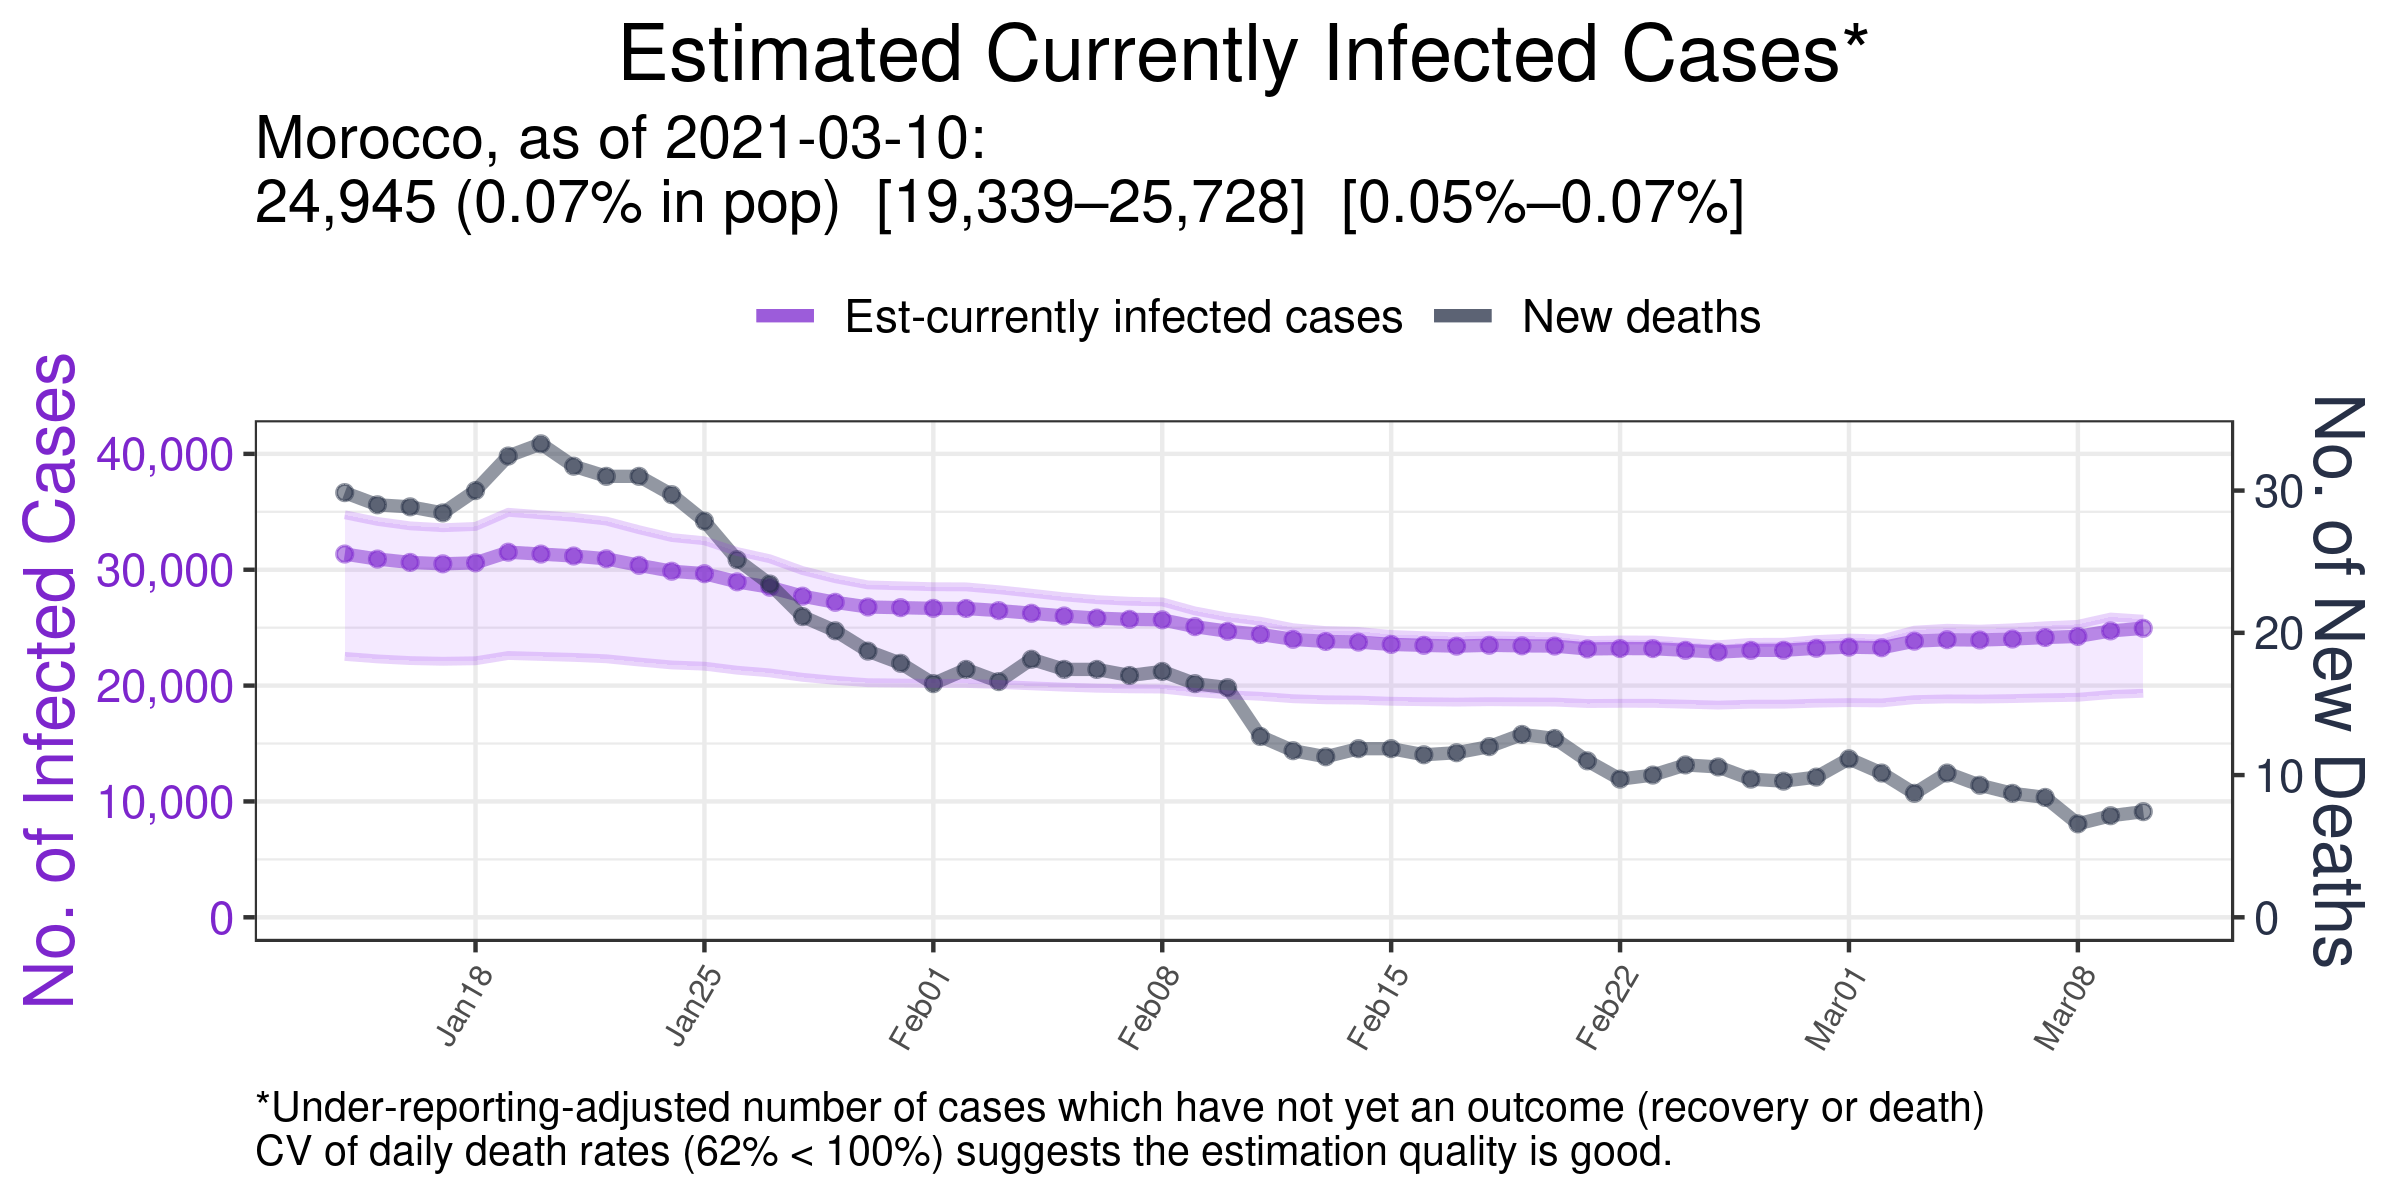 Estimated Currently Infected Cases*
Morocco, as of 2021-03-10:
24,945 (0.07% in pop)  [19,339–25,728]  [0.05%–0.07%]
Est-currently infected cases
New deaths
No. of Infected Cases
40,000
30,000
20,000
10,000
0
30
20
10
0
No. of New Deaths
Jan18
Jan25
Feb01
Feb08
Feb15
Feb22
Mar01
Mar08
*Under-reporting-adjusted number of cases which have not yet an outcome (recovery or death)
CV of daily death rates (62% < 100%) suggests the estimation quality is good.